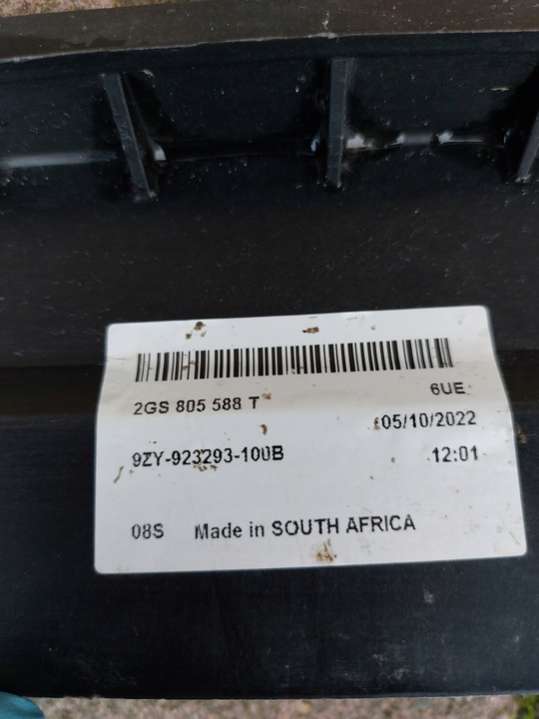 2GS 805 588 T 6UE
05/10/2022
9ZY-923293-100B 12:01
08S Made in SOUTH AFRICA